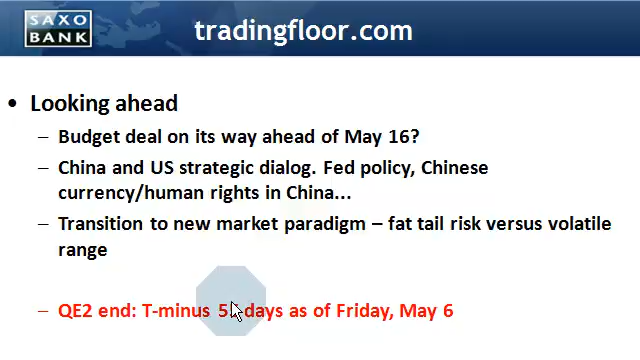 SAXO
BANK
tradingfloor.com
• Looking ahead
– Budget deal on its way ahead of May 16?
– China and US strategic dialog. Fed policy, Chinese
currency/human rights in China...
– Transition to new market paradigm – fat tail risk versus volatile
range
– QE2 end: T-minus days as of Friday, May 6